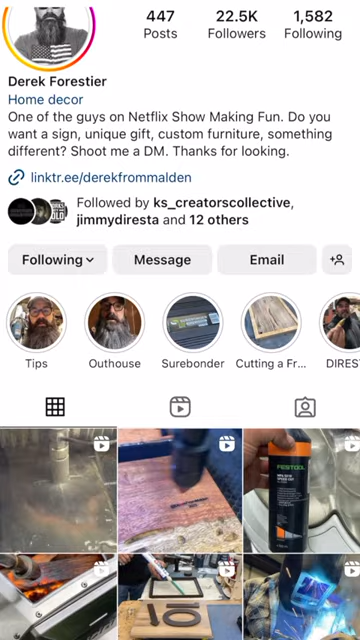 447
22.5K
1,582
Posts
Followers
Following
Derek Forestier
Home decor
One of the guys on Netflix Show Making Fun. Do you
want a sign, unique gift, custom furniture, something
different? Shoot me a DM. Thanks for looking.
linktr.ee/derekfrommalden
Followed by ks_creatorscollective,
jimmydiresta and 12 others
Following
Message
Email
Tips
Outhouse
Surebonder
Cutting a Fr...
DIREST
FESTOOL